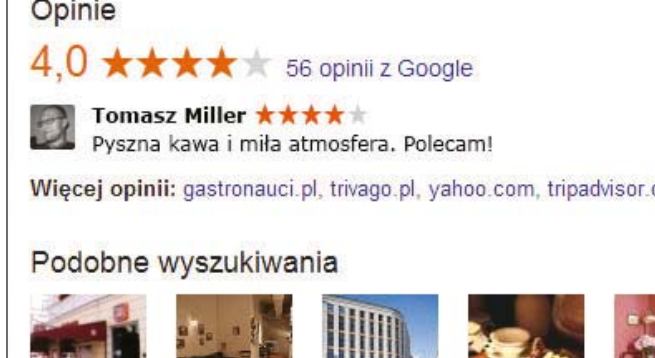 Opinie
4,0 56 opinii z Google
Tomasz Miller
Pyszna kawa i miła atmosfera. Polecam!
Więcej opinii: gastronauci.pl, trivago.pl, yahoo.com, tripadvisor.
Podobne wyszukiwania